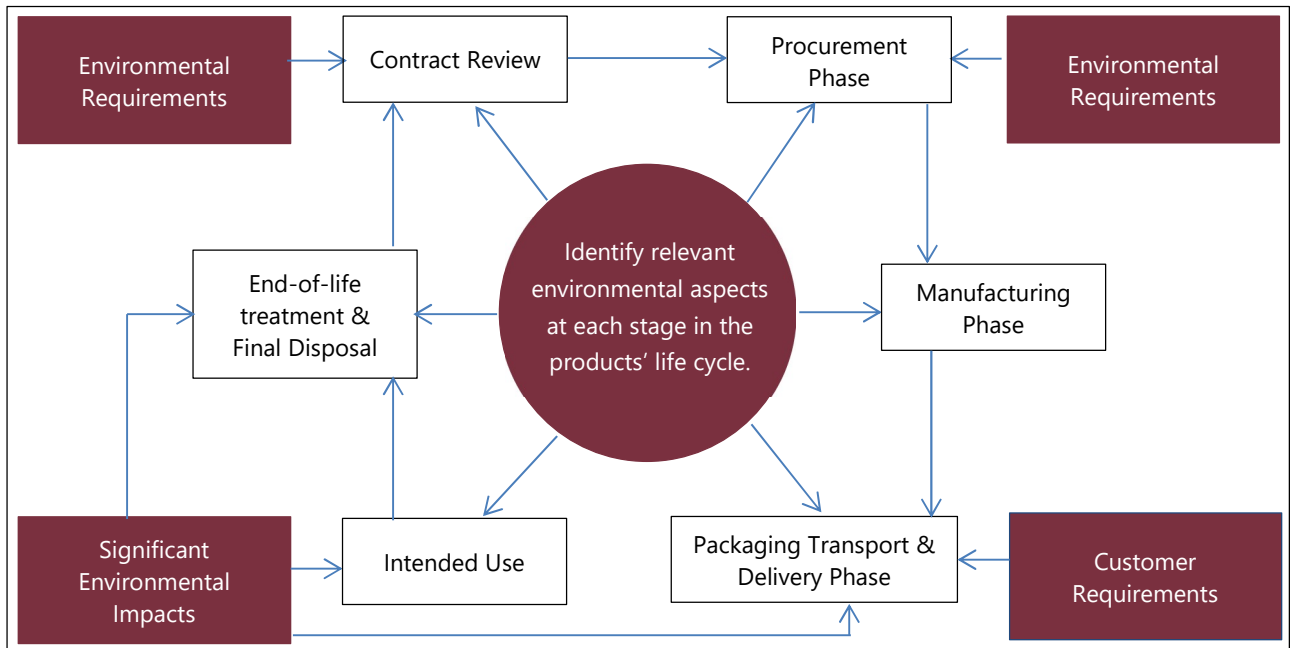 Environmental
Requirements
Contract Review
Procurement
Phase
Environmental
Requirements
Identify relevant
environmental aspects
at each stage in the
products’ life cycle.
End-of-life
treatment &
Final Disposal
Manufacturing
Phase
Significant
Environmental
Impacts
Intended Use
Packaging Transport &
Delivery Phase
Customer
Requirements